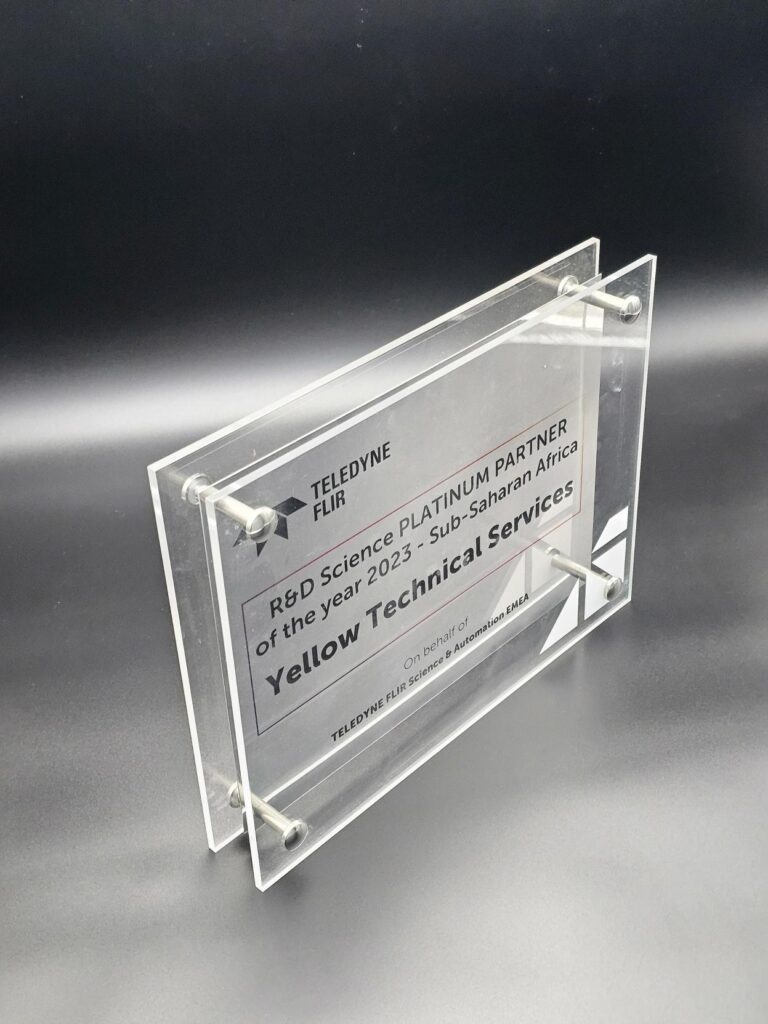 TELEDYNE
FLIR
R&D Science PLATINUM PARTNER
of the year 2023 - Sub-Saharan Africa
Yellow Technical Services
On behalf of
TELEDYNE FLIR Science & Automation EMEA